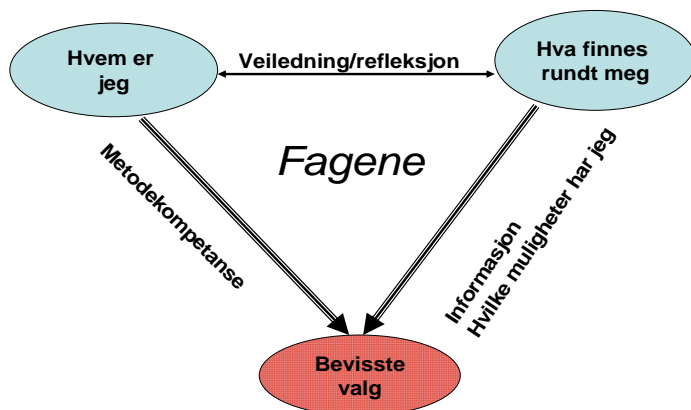 Hvem er
jeg
Veiledning/refleksjon
Hva finnes
rundt meg
Fagene
Metodekompetanse
Informasjon
Hvilke muligheter har jeg
Bevisste
valg